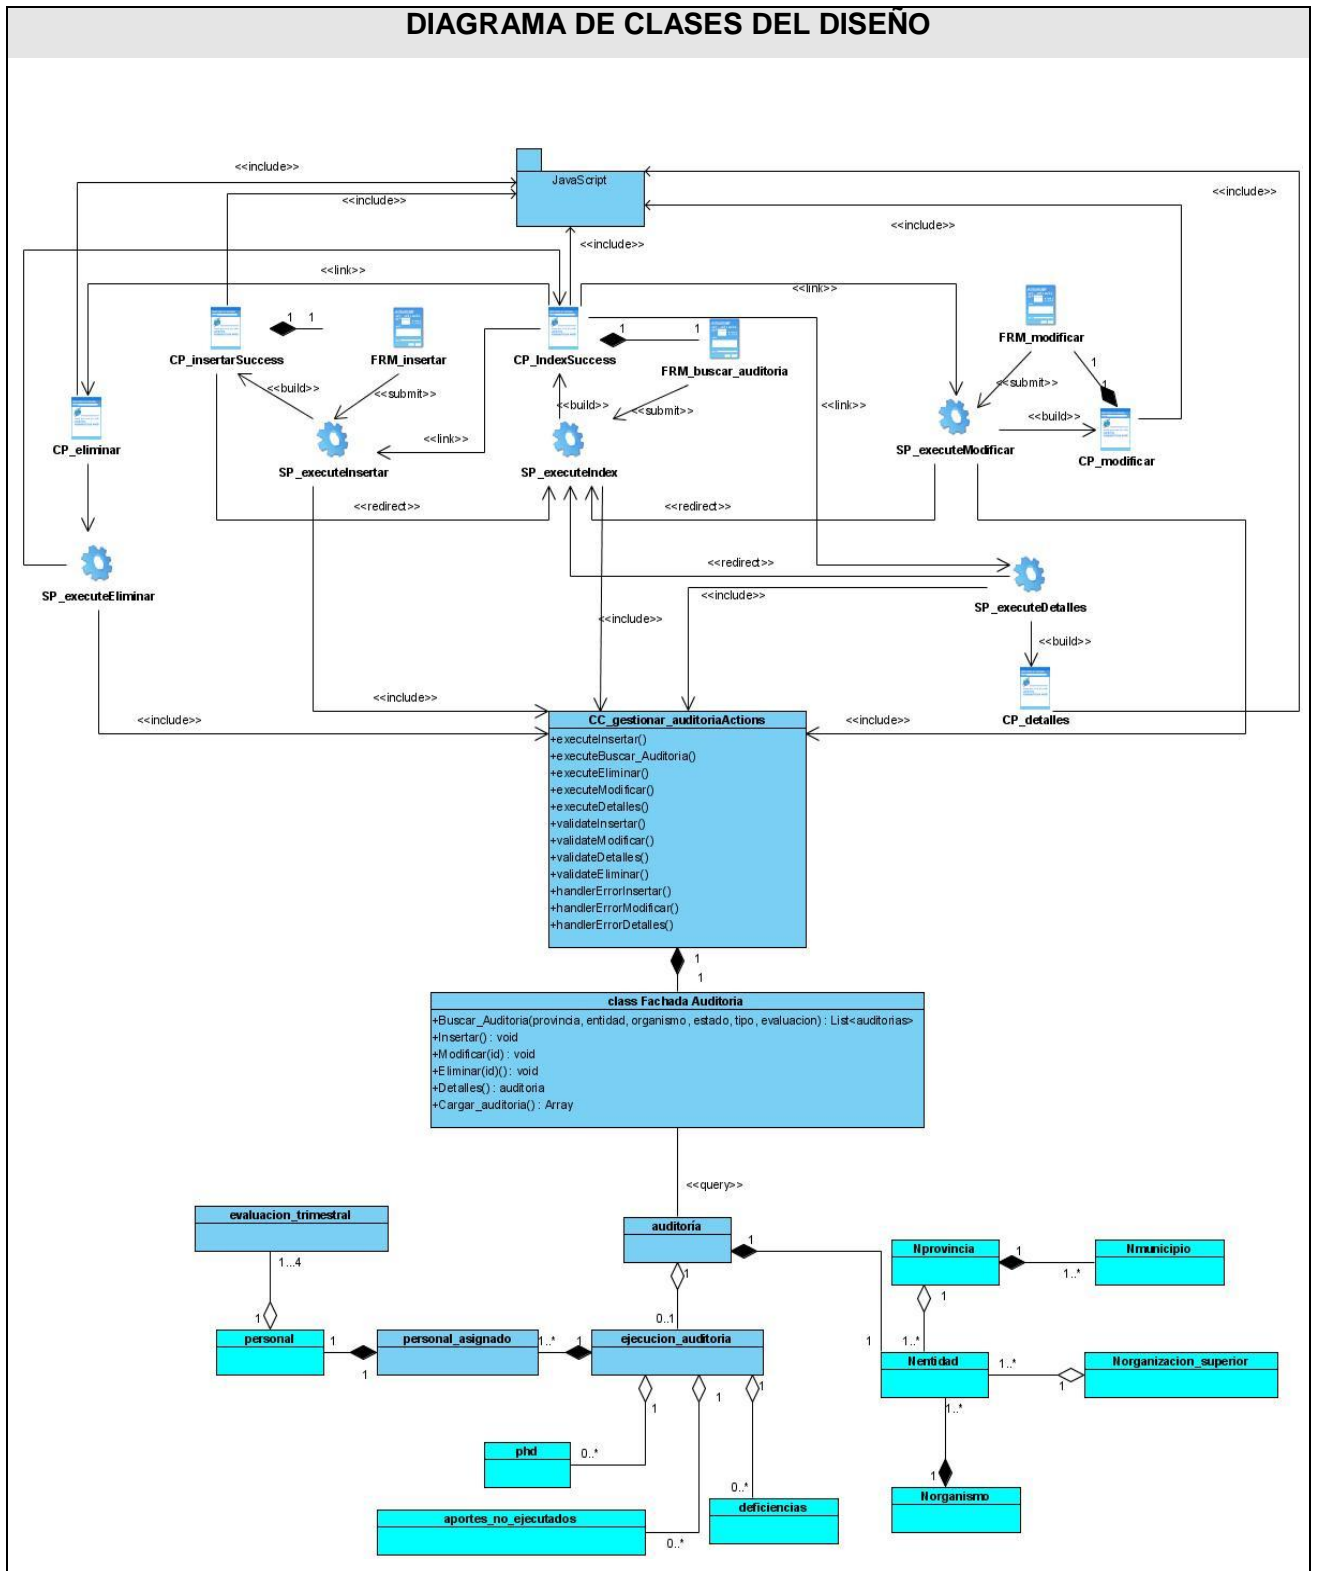 DIAGRAMA DE CLASES DEL DISEÑO
<<include>>
JavaScript
<<include>>
<<include>>
<<include>>
<<include>>
<<link>>
<<link>>
1
1
CP_insertarSuccess
FRM_insertar
CP_IndexSuccess
1
1
FRM_buscar_auditoria
FRM_modificar
<<build>>
<<submit>>
<<build>>
<<submit>>
<<link>>
<<submit>>
1
1
<<build>>
CP_eliminar
SP_executeInsertar
<<link>>
SP_executeIndex
SP_executeModificar
CP_modificar
<<redirect>>
<<redirect>>
<<redirect>>
SP_executeEliminar
<<include>>
SP_executeDetalles
<<include>>
<<build>>
<<include>>
CP_detalles
<<include>>
<<include>>
CC_gestionar_auditoriaActions
+executeInsertar()
+executeBuscar_Auditoria()
+executeEliminar()
+executeModificar()
+executeDetalles()
+validateInsertar()
+validateModificar()
+validateDetalles()
+validateEliminar()
+handlerErrorInsertar()
+handlerErrorModificar()
+handlerErrorDetalles()
1
1
class Fachada Auditoria
+Buscar_Auditoria(provincia, entidad, organismo, estado, tipo, evaluacion) : List<auditorias>
+Insertar() : void
+Modificar(id) : void
+Eliminar(id)() : void
+Detalles() : auditoria
+Cargar_auditoria() : Array
<<query>>
evaluacion_trimestral
auditoría
1
Nprovincia
1
1..*
Nmunicipio
1...4
1
1
0..1
1
personal
1
1
personal_asignado
1..*
1
ejecucion_auditoria
1
1..*
Nentidad
1..*
1
Norganizacion_superior
1
1
1
1..*
phd
0..*
0..*
1
deficiencias
Norganismo
aportes_no_ejecutados
0..*